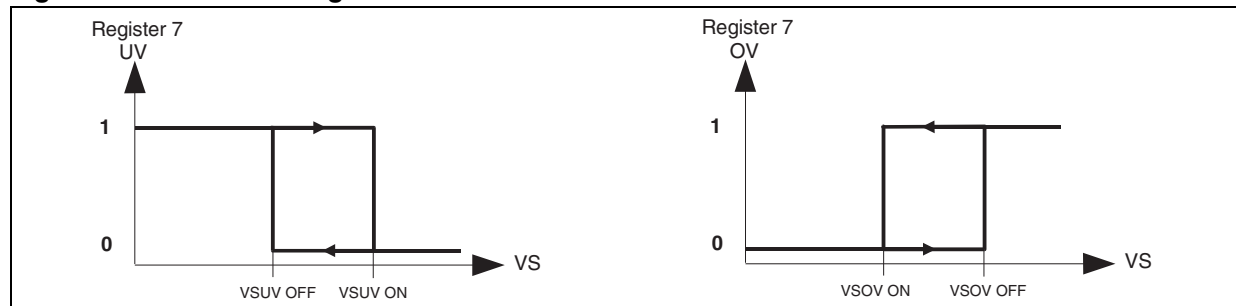 Register 7
UV
1
0
VS
VSUV OFF
VSUV ON
Register 7
OV
1
0
VS
VSOV ON
VSOV OFF